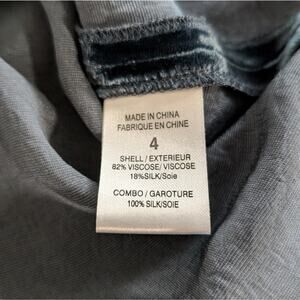 MADE IN CHINA
FABRIQUE EN CHINE
4
SHELL / EXTERIEUR
82% VISCOSE / VISCOSE
18%SILK/Soie
COMBO / GAROTURE
100% SILK/Soie